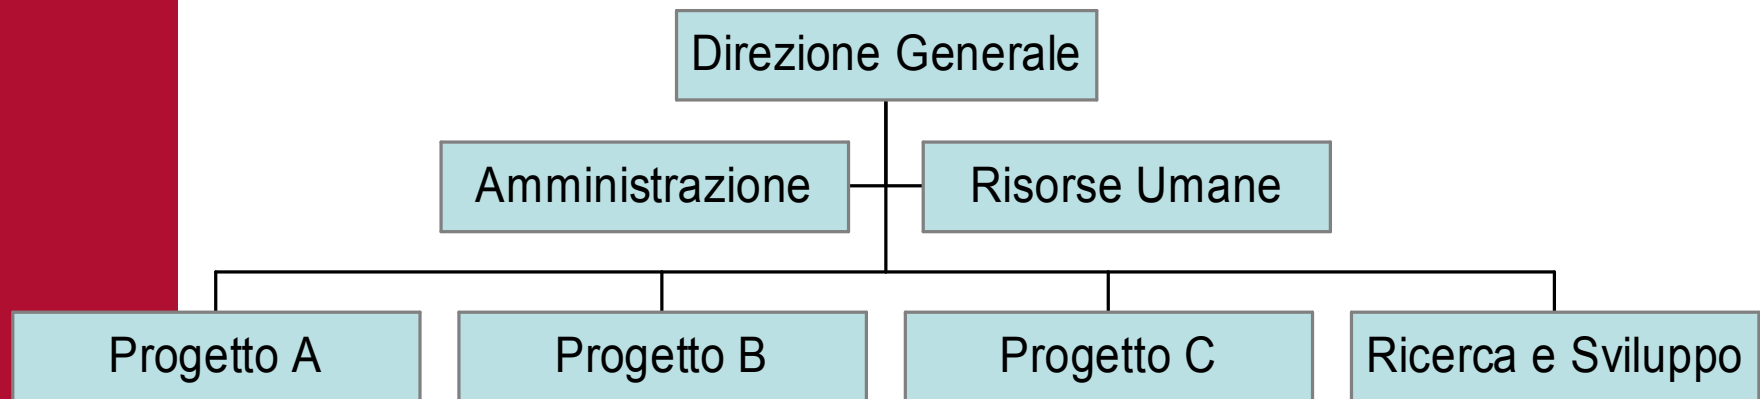 Direzione Generale
Amministrazione
Risorse Umane
Progetto A
Progetto B
Progetto C
Ricerca e Sviluppo